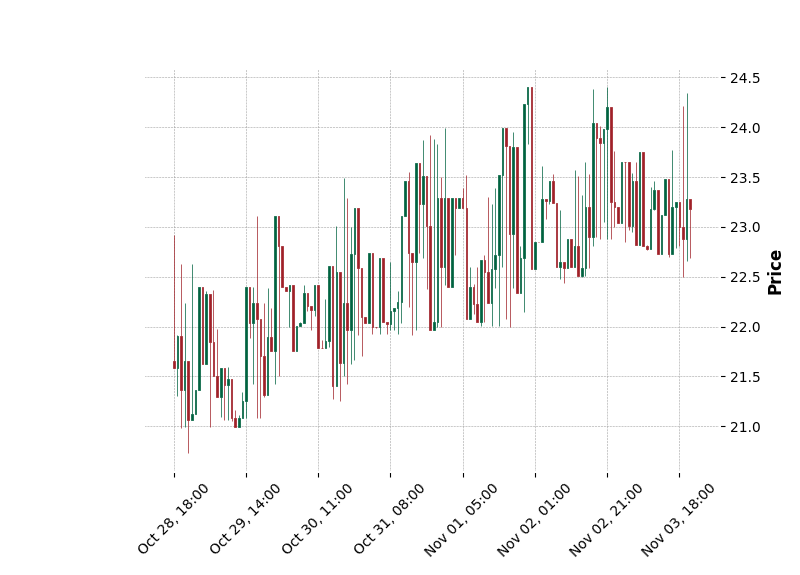 24.5
24.0
23.5
23.0
22.5
22.0
21.5
21.0
Price
Oct 28, 18:00
Oct 29, 14:00
Oct 30, 11:00
Oct 31, 08:00
Nov 01, 05:00
Nov 02, 01:00
Nov 02, 21:00
Nov 03, 18:00